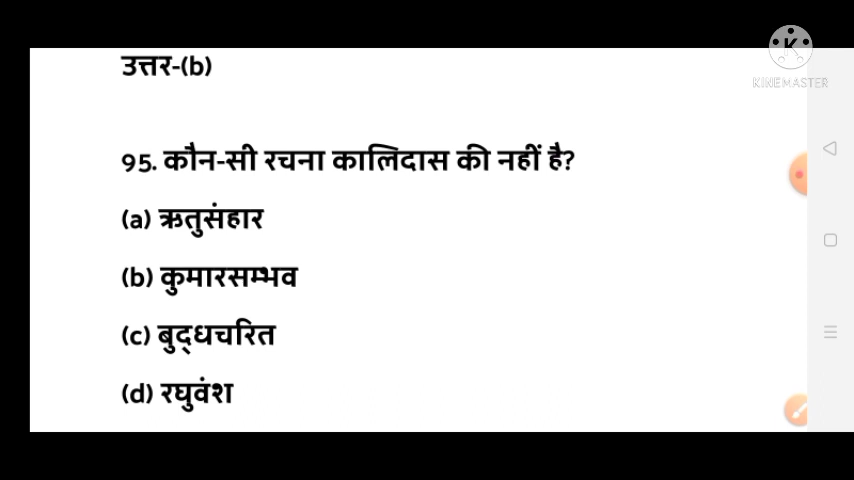 उत्तर-(b)
KINEMASTER
95. कौन-सी रचना कालिदास की नहीं है?
(a) ऋतुसंहार
(b) कुमारसम्भव
(c) बुद्धचरित
(d) रघुवंश